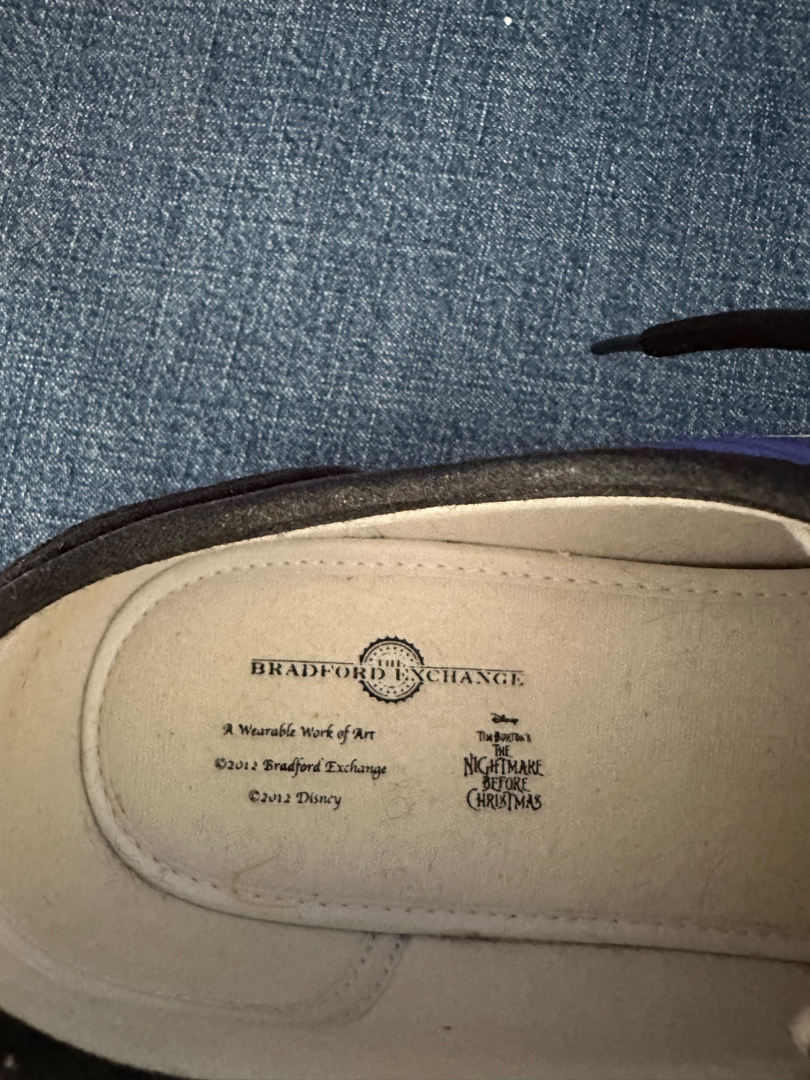 THE
BRADFORD EXCHANGE
A Wearable Work of Art
©2012 Bradford Exchange
©2012 Disney
Disney
TIM BURTON'S
THE
NIGHTMARE
BEFORE
CHRISTMAS